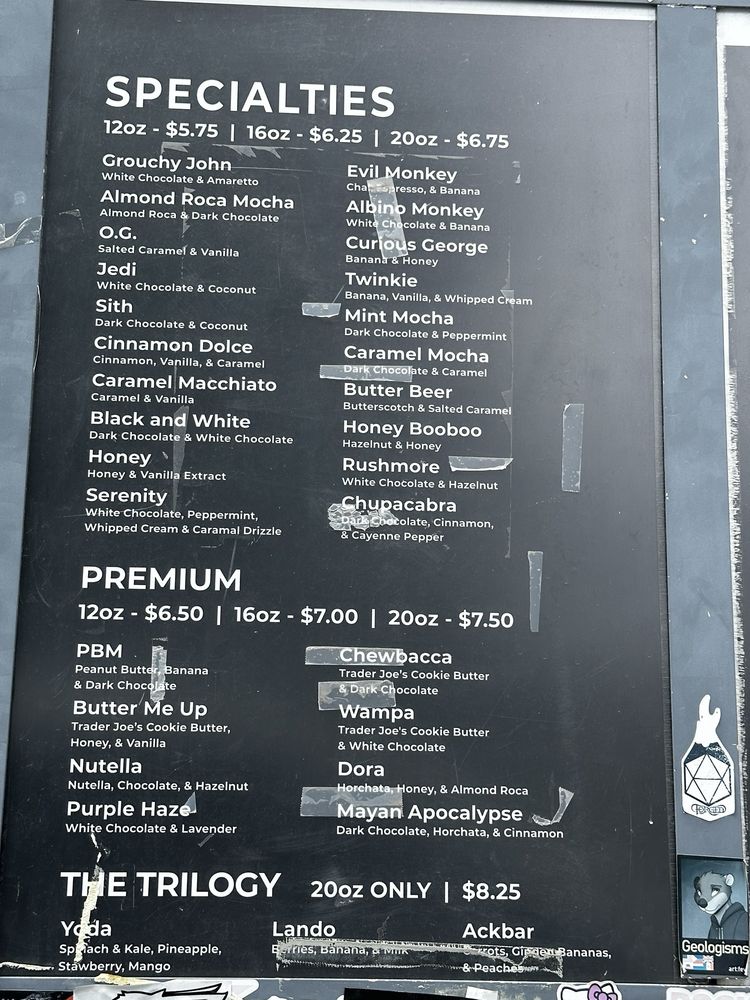 SPECIALTIES
12oz - $5.75 | 16oz - $6.25 | 20oz - $6.75
Grouchy John
White Chocolate & Amaretto
Almond Roca Mocha
Almond Roca & Dark Chocolate
O.G.
Salted Caramel & Vanilla
Jedi
White Chocolate & Coconut
Sith
Dark Chocolate & Coconut
Cinnamon Dolce
Cinnamon, Vanilla, & Caramel
Caramel Macchiato
Caramel & Vanilla
Black and White
Dark Chocolate & White Chocolate
Honey
Honey & Vanilla Extract
Serenity
White Chocolate, Peppermint,
Whipped Cream & Caramal Drizzle
Evil Monkey
Chai, Espresso, & Banana
Albino Monkey
White Chocolate & Banana
Curious George
Banana & Honey
Twinkie
Banana, Vanilla, & Whipped Cream
Mint Mocha
Dark Chocolate & Peppermint
Caramel Mocha
Dark Chocolate & Caramel
Butter Beer
Butterscotch & Salted Caramel
Honey Booboo
Hazelnut & Honey
Rushmore
White Chocolate & Hazelnut
Chupacabra
Dark Chocolate, Cinnamon,
& Cayenne Pepper
PREMIUM
12oz - $6.50 | 16oz - $7.00 | 20oz - $7.50
PBM
Peanut Butter, Banana
& Dark Chocolate
Butter Me Up
Trader Joe's Cookie Butter,
Honey, & Vanilla
Nutella
Nutella, Chocolate, & Hazelnut
Purple Haze
White Chocolate & Lavender
Chewbacca
Trader Joe's Cookie Butter
& Dark Chocolate
Wampa
Trader Joe's Cookie Butter
& White Chocolate
Dora
Horchata, Honey, & Almond Roca
Mayan Apocalypse
Dark Chocolate, Horchata, & Cinnamon
THE TRILOGY 20oz ONLY | $8.25
Yoda
Spinach & Kale, Pineapple,
Stawberry, Mango
Lando
Berries, Banana, & Milk
Ackbar
Carrots, Ginger, Bananas,
& Peaches
Geologisms